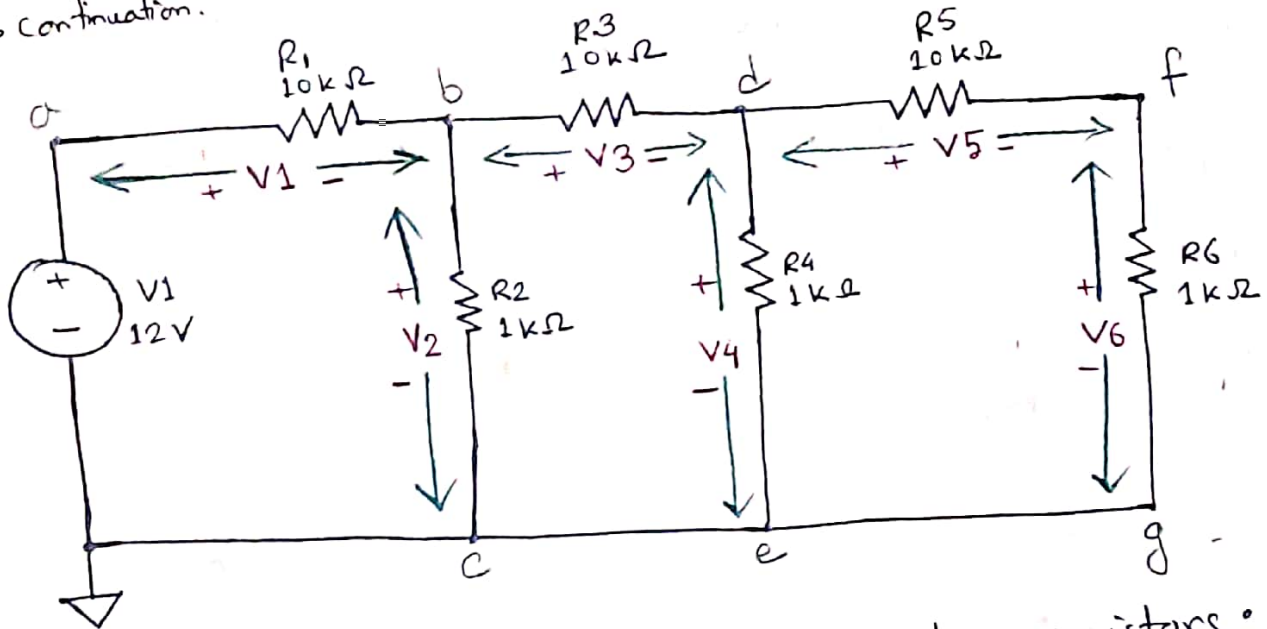 continuation.
R1
10KΩ
R3
10KΩ
R5
10KΩ
a
b
d
f
+ V1 -
+ V3 -
+ V5 -
+
-
V1
12V
+
V2
-
R2
1KΩ
+
V4
-
R4
1KΩ
+
V6
-
R6
1KΩ
c
e
g